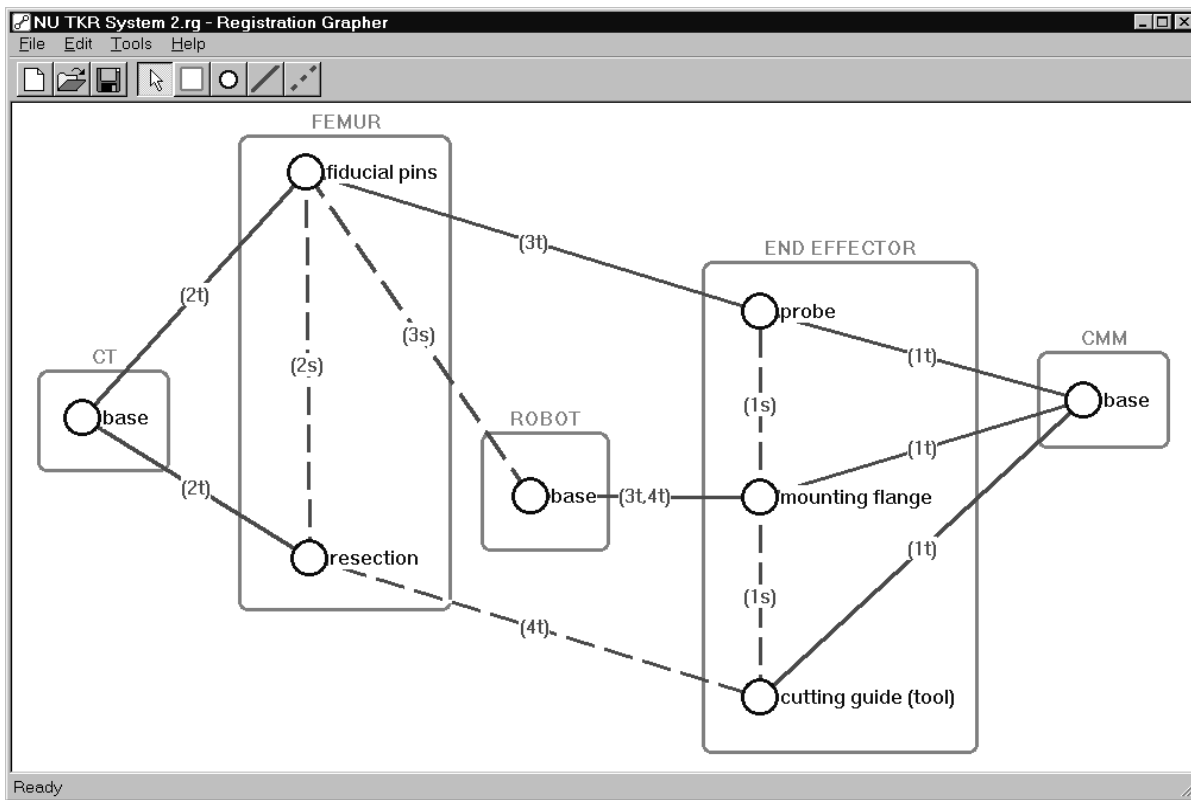 NU TKR System 2.rg - Registration Grapher
File Edit Tools Help
FEMUR
fiducial pins
(3t)
END EFFECTOR
(2t)
probe
(3s)
CMM
CT
(2s)
(1t)
base
(1s)
base
ROBOT
(1t)
(2t)
base
(3t,4t)
mounting flange
(1t)
resection
(1s)
(4t)
cutting guide (tool)
Ready